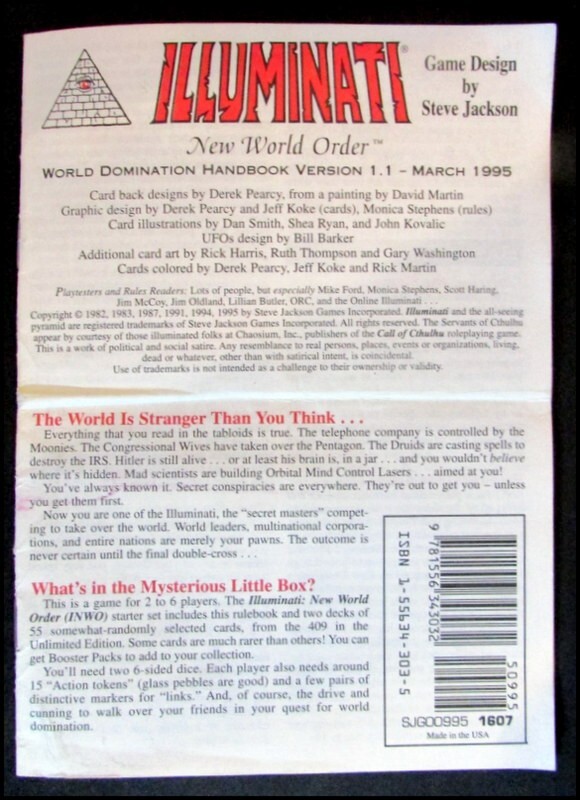 ILLUMINATI®
Game Design
by
Steve Jackson
New World Order™
WORLD DOMINATION HANDBOOK VERSION 1.1 – MARCH 1995
Card back designs by Derek Pearcy, from a painting by David Martin
Graphic design by Derek Pearcy and Jeff Koke (cards), Monica Stephens (rules)
Card illustrations by Dan Smith, Shea Ryan, and John Kovalic
UFOs design by Bill Barker
Additional card art by Rick Harris, Ruth Thompson and Gary Washington
Cards colored by Derek Pearcy, Jeff Koke and Rick Martin
Playtesters and Rules Readers: Lots of people, but especially Mike Ford, Monica Stephens, Scott Haring,
Jim McCoy, Jim Oldland, Lillian Butler, ORC, and the Online Illuminati . . .
Copyright © 1982, 1983, 1987, 1991, 1994, 1995 by Steve Jackson Games Incorporated. Illuminati and the all-seeing
pyramid are registered trademarks of Steve Jackson Games Incorporated. All rights reserved. The Servants of Cthulhu
appear by courtesy of those illuminated folks at Chaosium, Inc., publishers of the Call of Cthulhu roleplaying game.
This is a work of political and social satire. Any resemblance to real persons, places, events or organizations, living,
dead or whatever, other than with satirical intent, is coincidental.
Use of trademarks is not intended as a challenge to their ownership or validity.
The World Is Stranger Than You Think . . .
Everything that you read in the tabloids is true. The telephone company is controlled by the
Moonies. The Congressional Wives have taken over the Pentagon. The Druids are casting spells to
destroy the IRS. Hitler is still alive . . . or at least his brain is, in a jar . . . and you wouldn't believe
where it's hidden. Mad scientists are building Orbital Mind Control Lasers . . . aimed at you!
You've always known it. Secret conspiracies are everywhere. They're out to get you – unless
you get them first.
Now you are one of the Illuminati, the "secret masters" compet-
ing to take over the world. World leaders, multinational corpora-
tions, and entire nations are merely your pawns. The outcome is
never certain until the final double-cross . . .
What's in the Mysterious Little Box?
This is a game for 2 to 6 players. The Illuminati: New World
Order (INWO) starter set includes this rulebook and two decks of
55 somewhat-randomly selected cards, from the 409 in the
Unlimited Edition. Some cards are much rarer than others! You can
get Booster Packs to add to your collection.
You'll need two 6-sided dice. Each player also needs around
15 "Action tokens" (glass pebbles are good) and a few pairs of
distinctive markers for "links." And, of course, the drive and
cunning to walk over your friends in your quest for world
domination.
ISBN 1-55634-303-5
9 781556 343032
50995
SJG00995 1607
Made in the USA